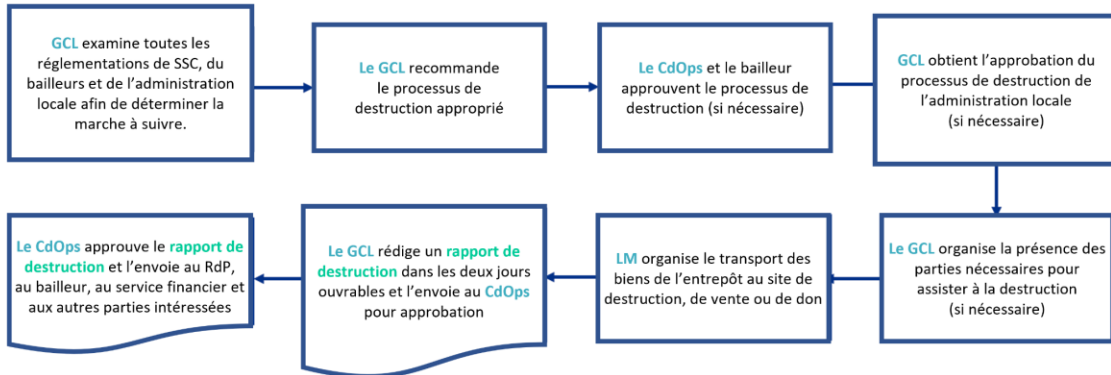 GCL examine toutes les
réglementations de SSC, du
bailleurs et de l'administration
locale afin de déterminer la
marche à suivre.
Le GCL recommande
le processus de
destruction approprié
Le CdOps et le bailleur
approuvent le processus de
destruction (si nécessaire)
GCL obtient l'approbation du
processus de destruction de
l'administration locale
(si nécessaire)
Le GCL organise la présence des
parties nécessaires pour
assister à la destruction
(si nécessaire)
LM organise le transport des
biens de l'entrepôt au site de
destruction, de vente ou de don
Le GCL rédige un rapport de
destruction dans les deux jours
ouvrables et l'envoie au CdOps
pour approbation
Le CdOps approuve le rapport de
destruction et l'envoie au RdP,
au bailleur, au service financier et
aux autres parties intéressées